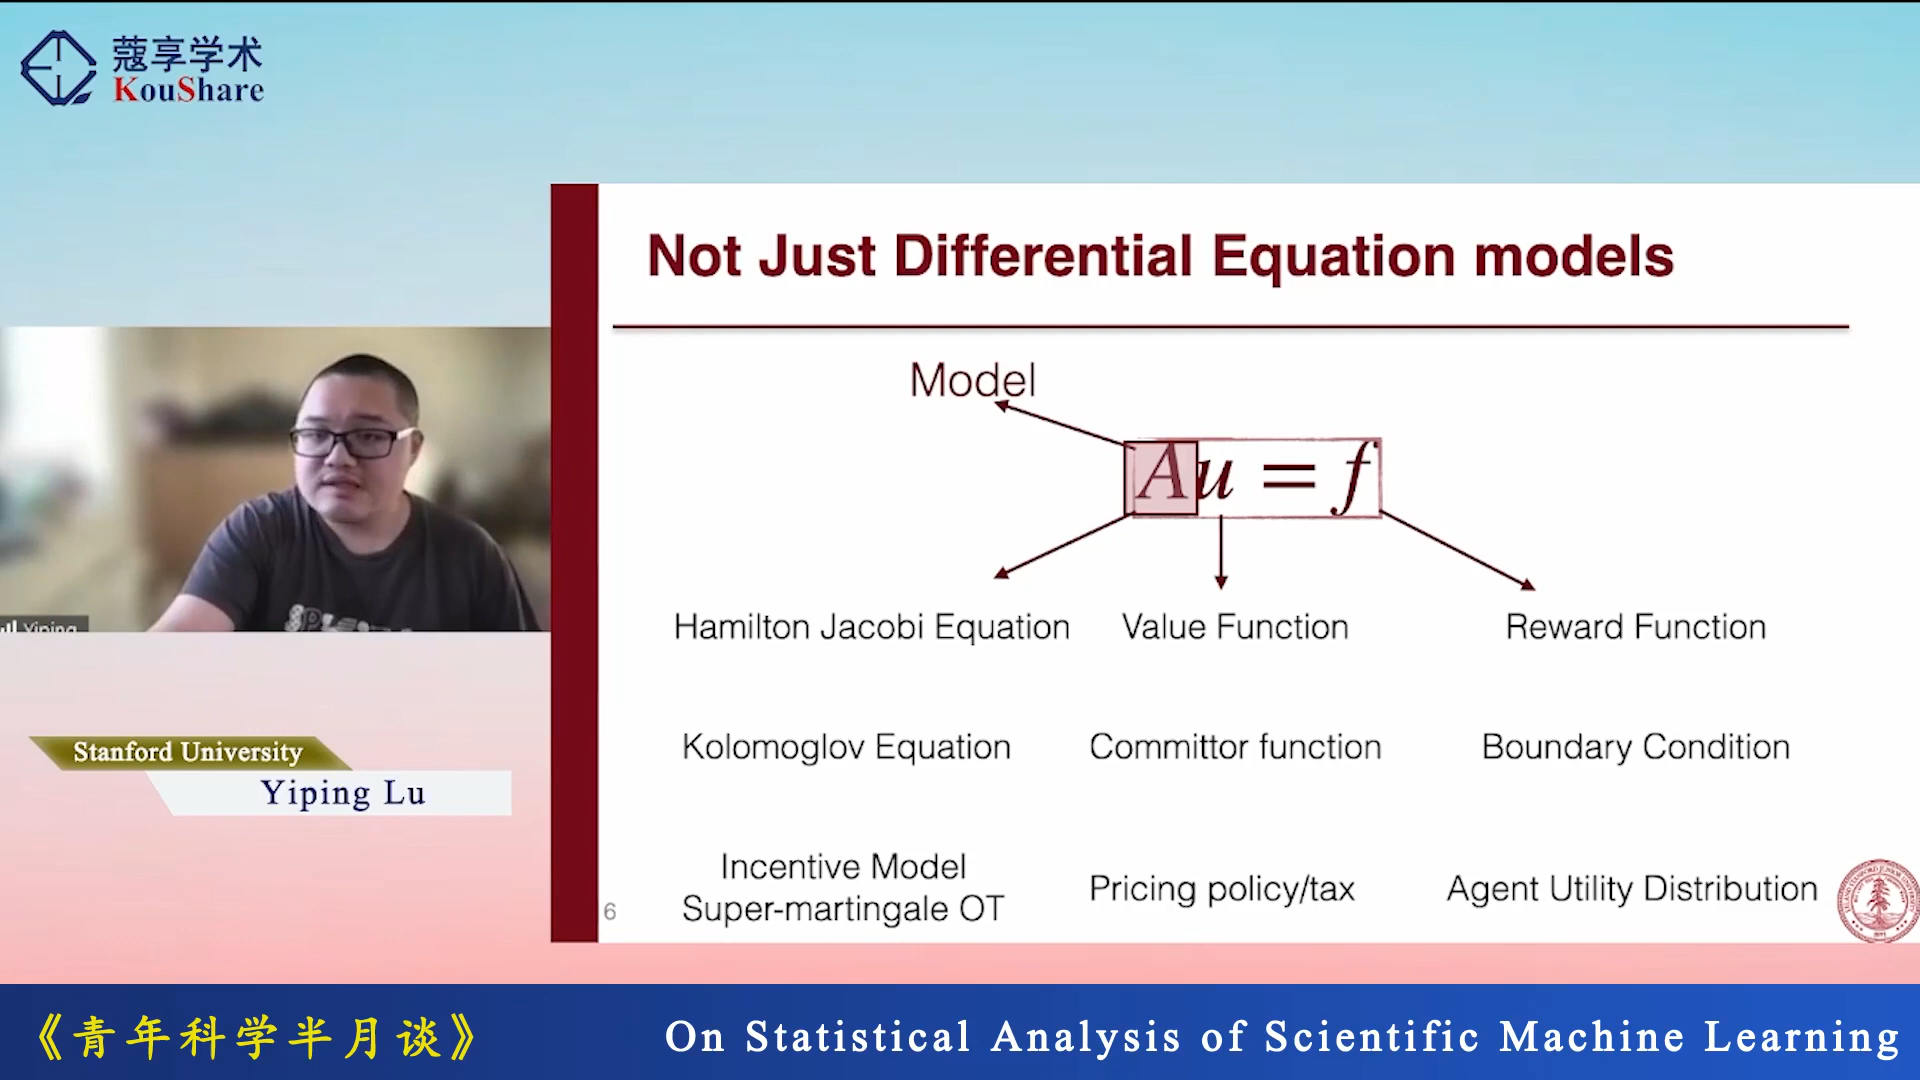 蔻享学术
KouShare
Not Just Differential Equation models
Model
Au = f
Hamilton Jacobi Equation
Value Function
Reward Function
Kolomoglov Equation
Committor function
Boundary Condition
Incentive Model
Super-martingale OT
Pricing policy/tax
Agent Utility Distribution
6
Yiping
Stanford University
Yiping Lu
《青年科学半月谈》
On Statistical Analysis of Scientific Machine Learning